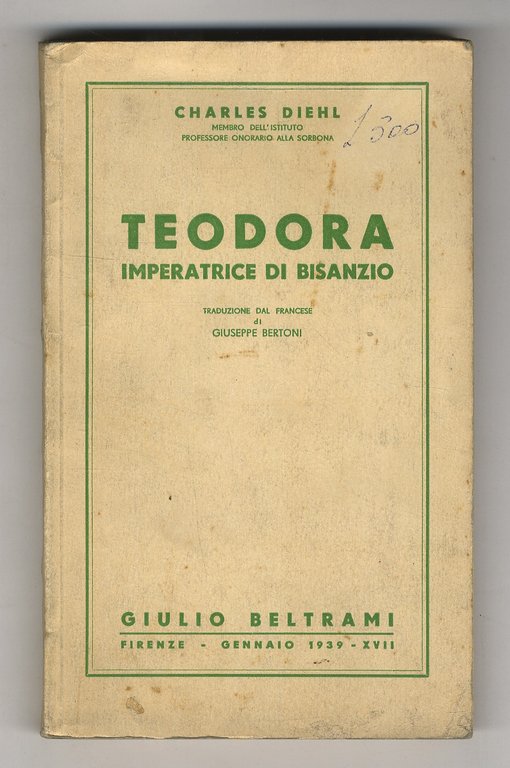 CHARLES DIEHL
MEMBRO DELL'ISTITUTO
PROFESSORE ONORARIO ALLA SORBONA
£ 300
TEODORA
IMPERATRICE DI BISANZIO
TRADUZIONE DAL FRANCESE
di
GIUSEPPE BERTONI
GIULIO BELTRAMI
FIRENZE - GENNAIO 1939 - XVII